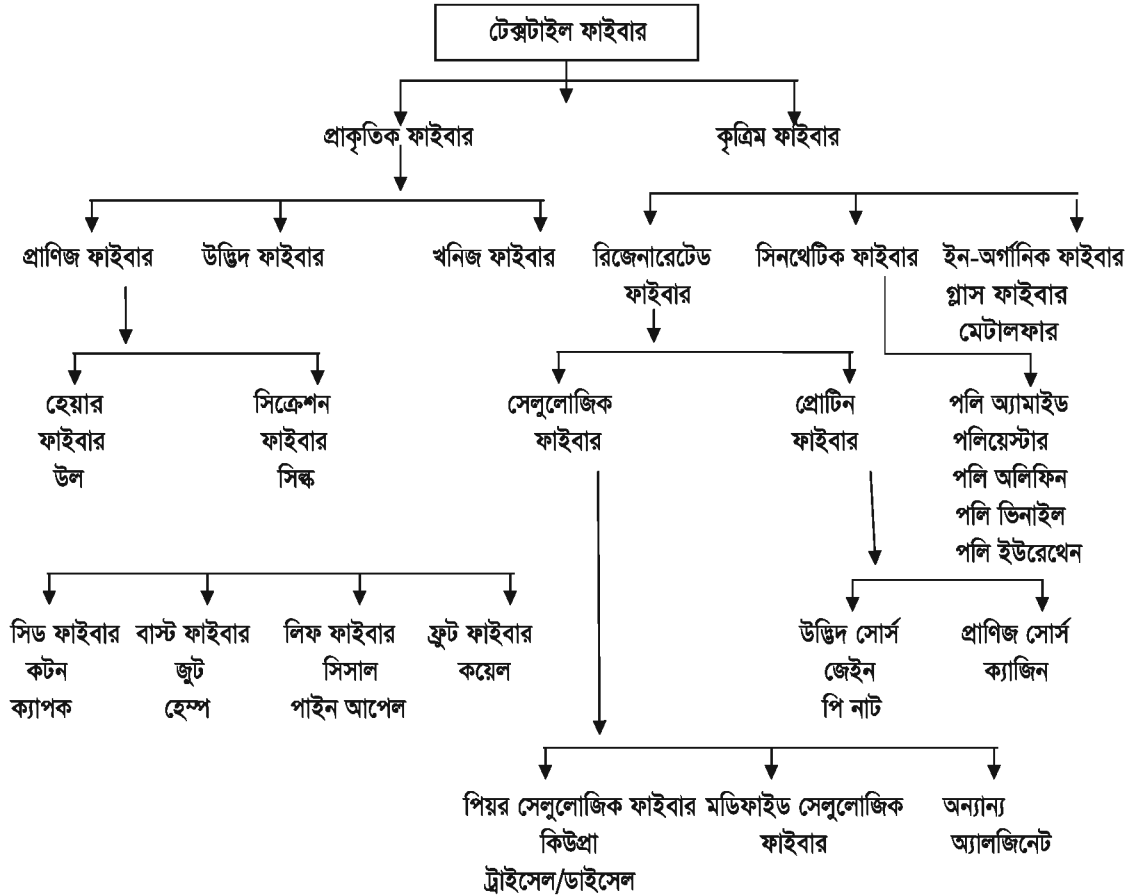 টেক্সটাইল ফাইবার
প্রাকৃতিক ফাইবার কৃত্রিম ফাইবার
প্রাণিজ ফাইবার উদ্ভিদ ফাইবার খনিজ ফাইবার রিজেনারেটেড সিনথেটিক ফাইবার ইন-অর্গানিক ফাইবার
ফাইবার গ্লাস ফাইবার
মেটালফার
হেয়ার সিক্রেশন সেলুলোজিক প্রোটিন পলি অ্যামাইড
ফাইবার ফাইবার ফাইবার ফাইবার পলিয়েস্টার
উল সিল্ক পলি অলিফিন
পলি ভিনাইল
পলি ইউরেথেন
সিড ফাইবার বাস্ট ফাইবার লিফ ফাইবার ফ্রুট ফাইবার উদ্ভিদ সোর্স প্রাণিজ সোর্স
কটন জুট সিসাল কয়েল জেইন ক্যাজিন
ক্যাপক হেম্প পাইন আপেল পি নাট
পিয়র সেলুলোজিক ফাইবার মডিফাইড সেলুলোজিক অন্যান্য
কিউপ্রা ফাইবার অ্যালজিনেট
ট্রাইসেল/ডাইসেল